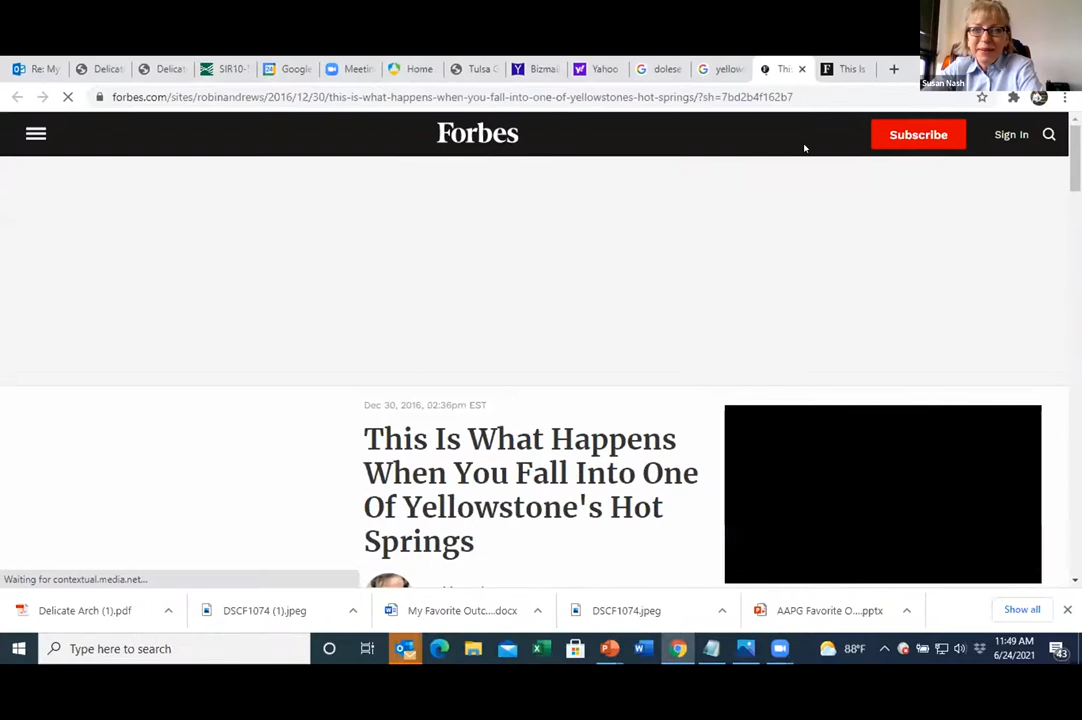 Re: My
Delicat
Delicat
SIR10-
Google
Meetin
Home
Tulsa G
Bizmai
Yahoo
dolese
yellow
This
This Is
Susan Nash
forbes.com/sites/robinandrews/2016/12/30/this-is-what-happens-when-you-fall-into-one-of-yellowstones-hot-springs/?sh=7bd2b4f162b7
Forbes
Subscribe
Sign In
Dec 30, 2016, 02:36pm EST
This Is What Happens
When You Fall Into One
Of Yellowstone's Hot
Springs
Waiting for contextual.media.net...
Delicate Arch (1).pdf
DSCF1074 (1).jpeg
My Favorite Outc....docx
DSCF1074.jpeg
AAPG Favorite O....pptx
Show all
Type here to search
88°F
11:49 AM
6/24/2021
43